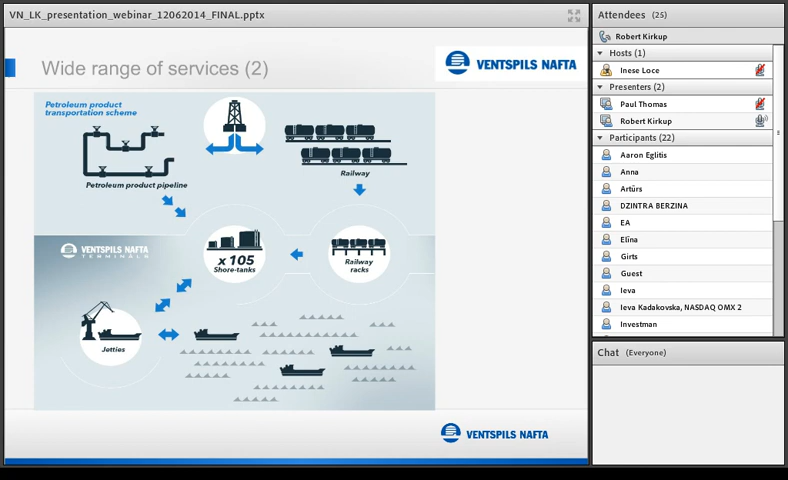 VN_LK_presentation_webinar_12062014_FINAL.pptx
Wide range of services (2)
VENTSPILS NAFTA
Petroleum product
transportation scheme
Petroleum product pipeline
Railway
VENTSPILS NAFTA
TERMINALS
x 105
Shore-tanks
Railway
racks
Jetties
VENTSPILS NAFTA
Attendees (25)
Robert Kirkup
Hosts (1)
Inese Loce
Presenters (2)
Paul Thomas
Robert Kirkup
Participants (22)
Aaron Eglitis
Anna
Artūrs
DZINTRA BERZINA
EA
Elīna
Girts
Guest
Ieva
Ieva Kadakovska, NASDAQ OMX 2
Investman
Chat (Everyone)